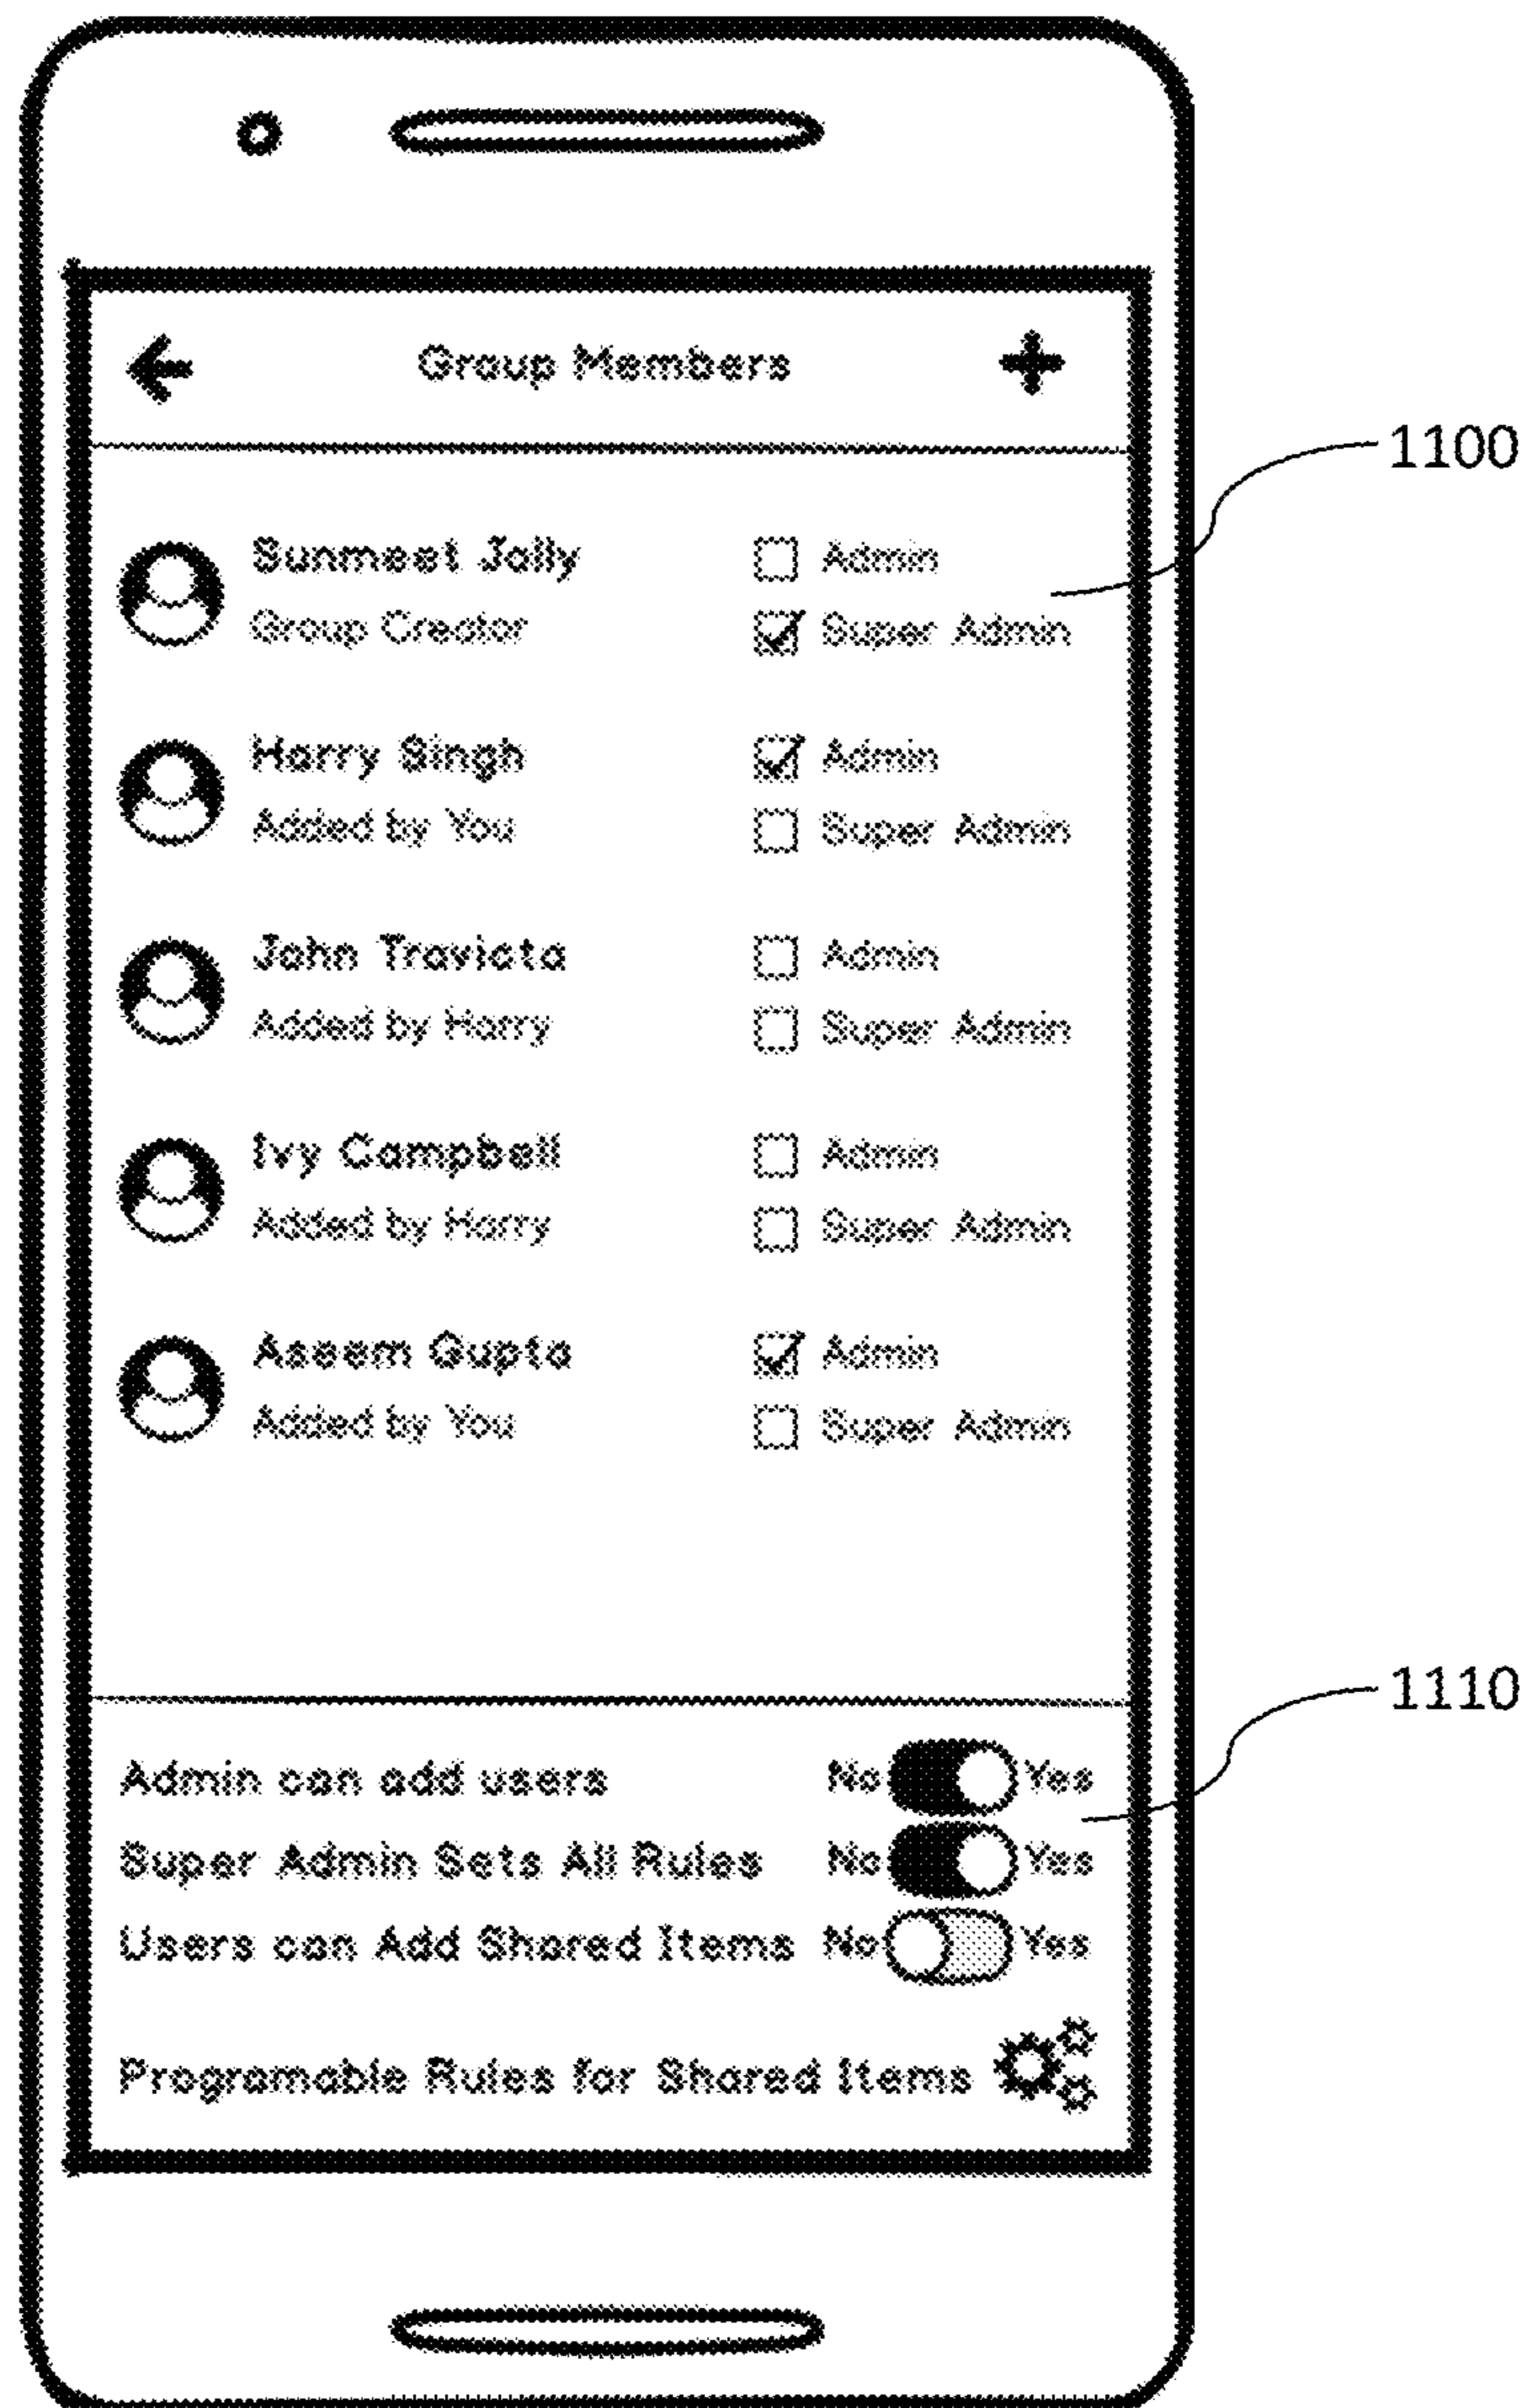 Group Members
1100
Sunmeet Jolly
Admin
Group Creator
Super Admin
Harry Singh
Admin
Added by You
Super Admin
John Traviata
Admin
Added by Harry
Super Admin
Ivy Campbell
Admin
Added by Harry
Super Admin
Aseem Gupta
Admin
Added by You
Super Admin
1110
Admin can add users No Yes
Super Admin Sets All Rules No Yes
Users can Add Shared Items No Yes
Programable Rules for Shared Items